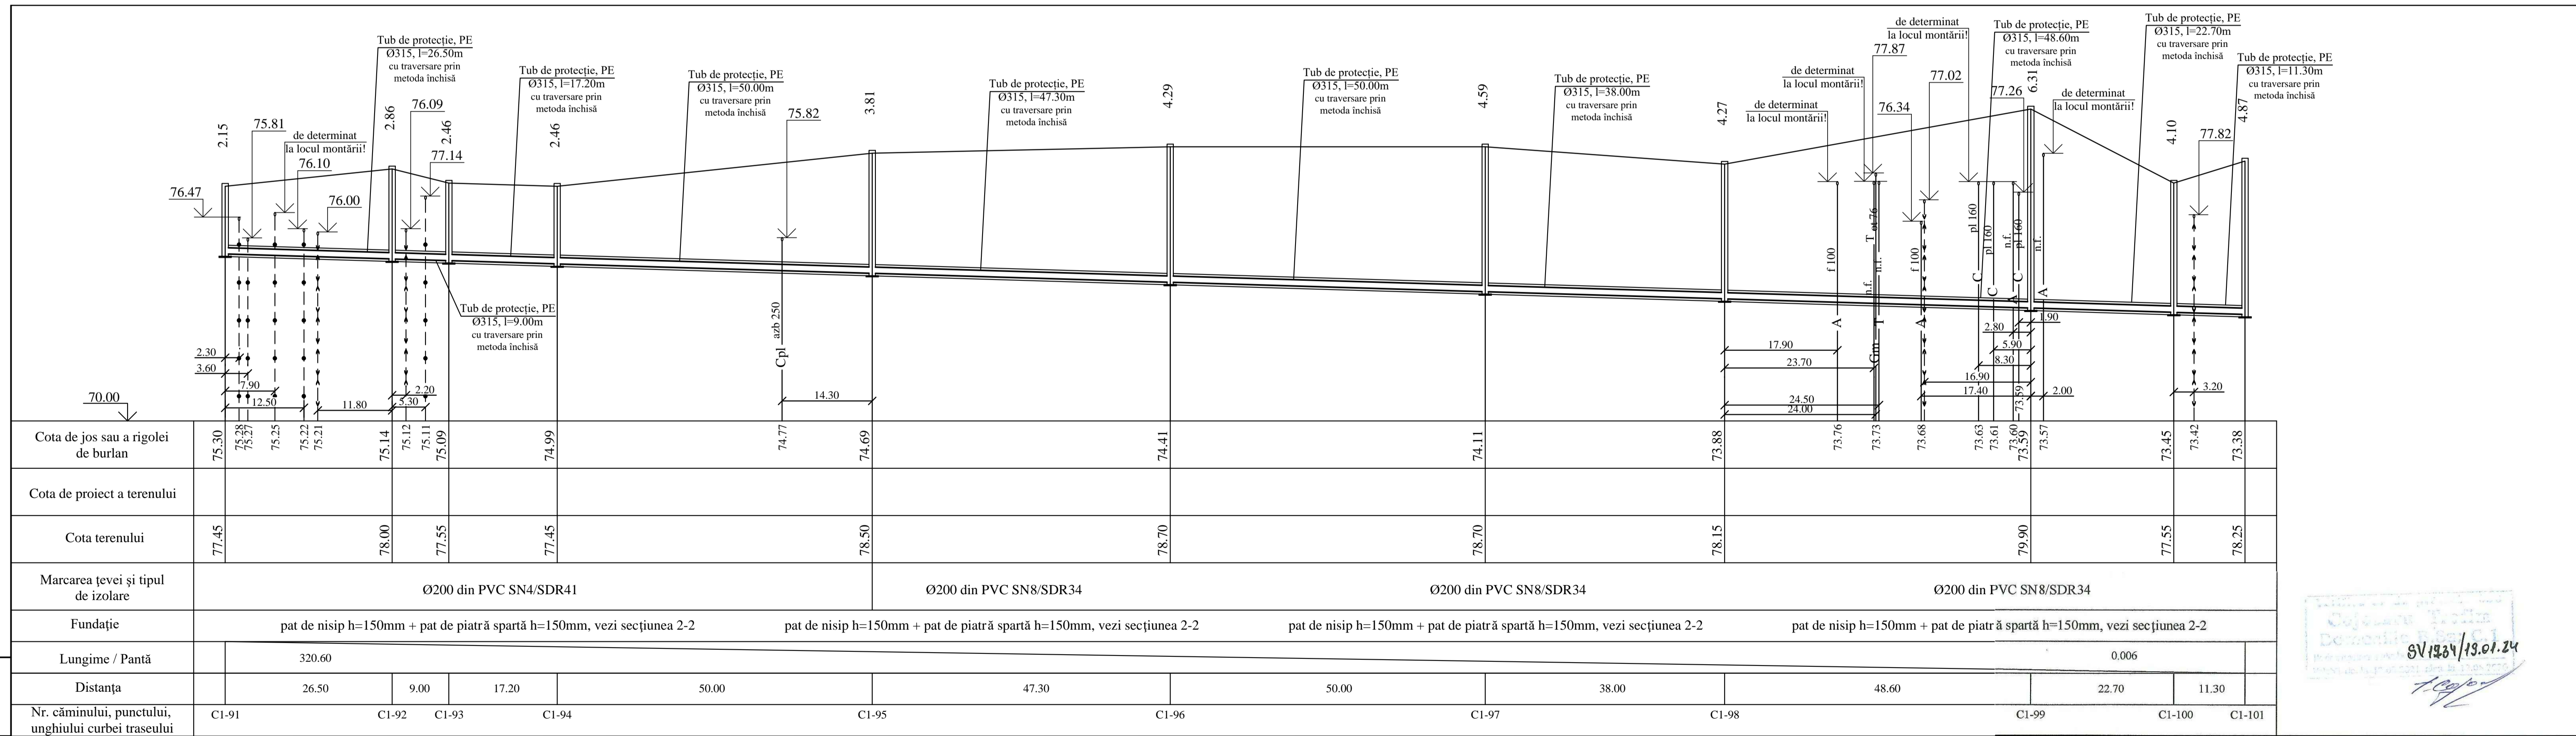 Tub de protecție, PE
Ø315, l=26.50m
cu traversare prin
metoda închisă
Tub de protecție, PE
Ø315, l=17.20m
cu traversare prin
metoda închisă
Tub de protecție, PE
Ø315, l=50.00m
cu traversare prin
metoda închisă
Tub de protecție, PE
Ø315, l=47.30m
cu traversare prin
metoda închisă
Tub de protecție, PE
Ø315, l=50.00m
cu traversare prin
metoda închisă
Tub de protecție, PE
Ø315, l=38.00m
cu traversare prin
metoda închisă
Tub de protecție, PE
Ø315, l=48.60m
cu traversare prin
metoda închisă
Tub de protecție, PE
Ø315, l=22.70m
cu traversare prin
metoda închisă
Tub de protecție, PE
Ø315, l=11.30m
cu traversare prin
metoda închisă
Tub de protecție, PE
Ø315, l=9.00m
cu traversare prin
metoda închisă
2.15
2.86
2.46
2.46
3.81
4.29
4.59
4.27
6.31
4.10
4.87
76.47
75.81
de determinat
la locul montării!
76.10
76.00
76.09
77.14
75.82
de determinat
la locul montării!
de determinat
la locul montării!
77.87
76.34
77.02
de determinat
la locul montării!
77.26
de determinat
la locul montării!
77.82
Cpl
azb 250
A
f 100
Gm
n.f.
T
n.f.
T
ot 76
A
f 100
C
pl 160
C
pl 160
A
n.f.
C
pl 160
A
n.f.
2.30
3.60
7.90
12.50
11.80
2.20
5.30
14.30
17.90
23.70
24.50
24.00
1.90
2.80
5.90
8.30
16.90
17.40
2.00
3.20
70.00
Cota de jos sau a rigolei
de burlan
75.30
75.28
75.27
75.25
75.22
75.21
75.14
75.12
75.11
75.09
74.99
74.77
74.69
74.41
74.11
73.88
73.76
73.73
73.68
73.63
73.61
73.60
73.59
73.59
73.57
73.45
73.42
73.38
Cota de proiect a terenului
Cota terenului
77.45
78.00
77.55
77.45
78.50
78.70
78.70
78.15
79.90
77.55
78.25
Marcarea țevei și tipul
de izolare
Ø200 din PVC SN4/SDR41
Ø200 din PVC SN8/SDR34
Ø200 din PVC SN8/SDR34
Ø200 din PVC SN8/SDR34
Fundație
pat de nisip h=150mm + pat de piatră spartă h=150mm, vezi secțiunea 2-2
pat de nisip h=150mm + pat de piatră spartă h=150mm, vezi secțiunea 2-2
pat de nisip h=150mm + pat de piatră spartă h=150mm, vezi secțiunea 2-2
pat de nisip h=150mm + pat de piatră spartă h=150mm, vezi secțiunea 2-2
Lungime / Pantă
320.60
0.006
Distanța
26.50
9.00
17.20
50.00
47.30
50.00
38.00
48.60
22.70
11.30
Nr. căminului, punctului,
unghiului curbei traseului
C1-91
C1-92
C1-93
C1-94
C1-95
C1-96
C1-97
C1-98
C1-99
C1-100
C1-101
SV1234/19.01.24